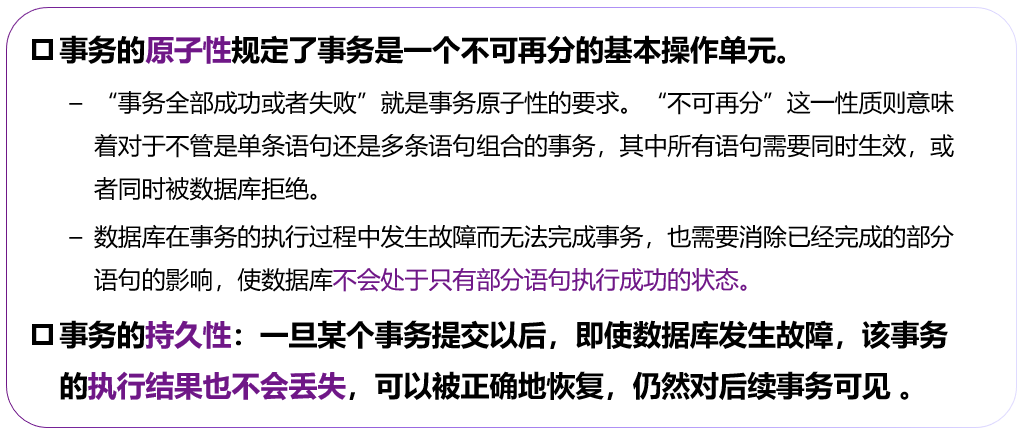 事务的原子性规定了事务是一个不可再分的基本操作单元。
– “事务全部成功或者失败”就是事务原子性的要求。“不可再分”这一性质则意味
着对于不管是单条语句还是多条语句组合的事务，其中所有语句需要同时生效，或
者同时被数据库拒绝。
– 数据库在事务的执行过程中发生故障而无法完成事务，也需要消除已经完成的部分
语句的影响，使数据库不会处于只有部分语句执行成功的状态。
事务的持久性：一旦某个事务提交以后，即使数据库发生故障，该事务
的执行结果也不会丢失，可以被正确地恢复，仍然对后续事务可见 。